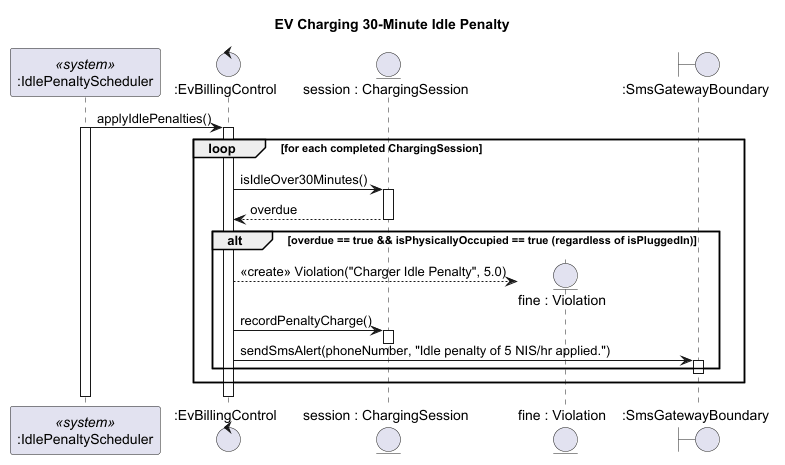 EV Charging 30-Minute Idle Penalty
«system»
:IdlePenaltyScheduler
:EvBillingControl
session : ChargingSession
:SmsGatewayBoundary
applyIdlePenalties()
loop
[for each completed ChargingSession]
isIdleOver30Minutes()
overdue
alt
[overdue == true && isPhysicallyOccupied == true (regardless of isPluggedIn)]
«create» Violation("Charger Idle Penalty", 5.0)
fine : Violation
recordPenaltyCharge()
sendSmsAlert(phoneNumber, "Idle penalty of 5 NIS/hr applied.")
«system»
:IdlePenaltyScheduler
:EvBillingControl
session : ChargingSession
fine : Violation
:SmsGatewayBoundary